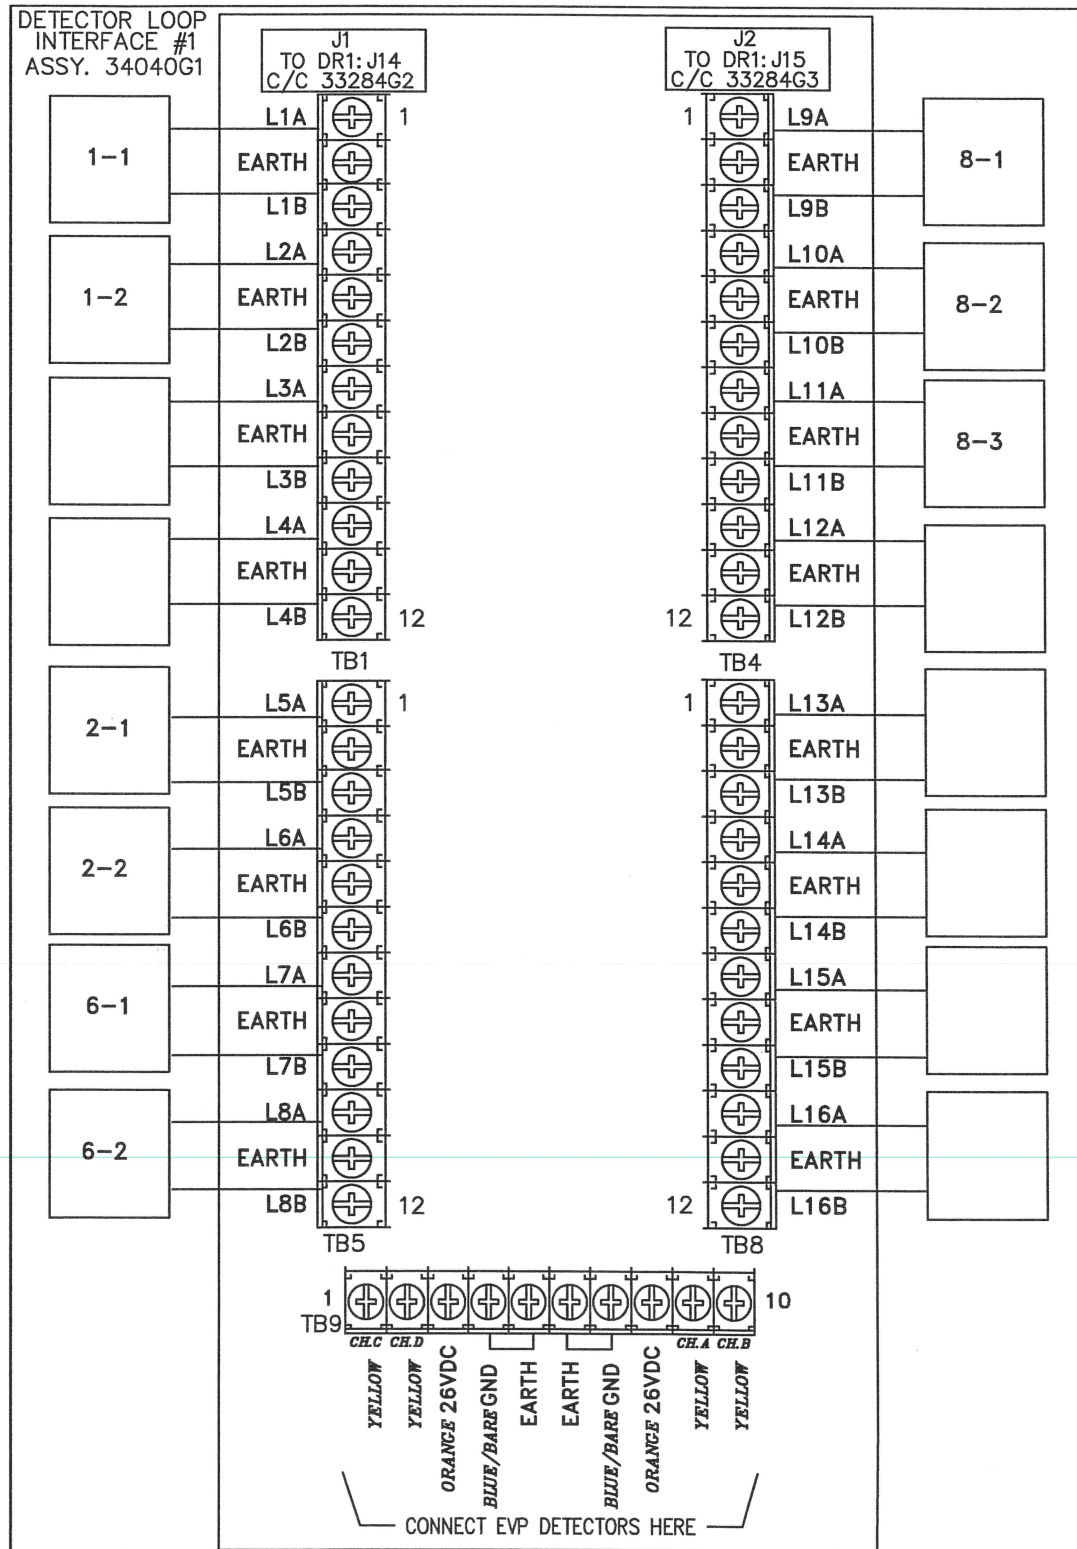 DETECTOR LOOP
INTERFACE #1
ASSY. 34040G1
J1
TO DR1:J14
C/C 33284G2
J2
TO DR1:J15
C/C 33284G3
1-1
L1A
1
EARTH
L1B
1-2
L2A
EARTH
L2B
L3A
EARTH
L3B
L4A
EARTH
L4B
12
TB1
1
L9A
8-1
EARTH
L9B
L10A
8-2
EARTH
L10B
L11A
8-3
EARTH
L11B
L12A
EARTH
12
L12B
TB4
2-1
L5A
1
EARTH
L5B
2-2
L6A
EARTH
L6B
6-1
L7A
EARTH
L7B
6-2
L8A
EARTH
L8B
12
TB5
1
L13A
EARTH
L13B
L14A
EARTH
L14B
L15A
EARTH
L15B
L16A
EARTH
12
L16B
TB8
1
10
TB9
CH.C
CH.D
CH.A
CH.B
YELLOW
YELLOW
ORANGE 26VDC
BLUE/BARE GND
EARTH
EARTH
BLUE/BARE GND
ORANGE 26VDC
YELLOW
YELLOW
CONNECT EVP DETECTORS HERE